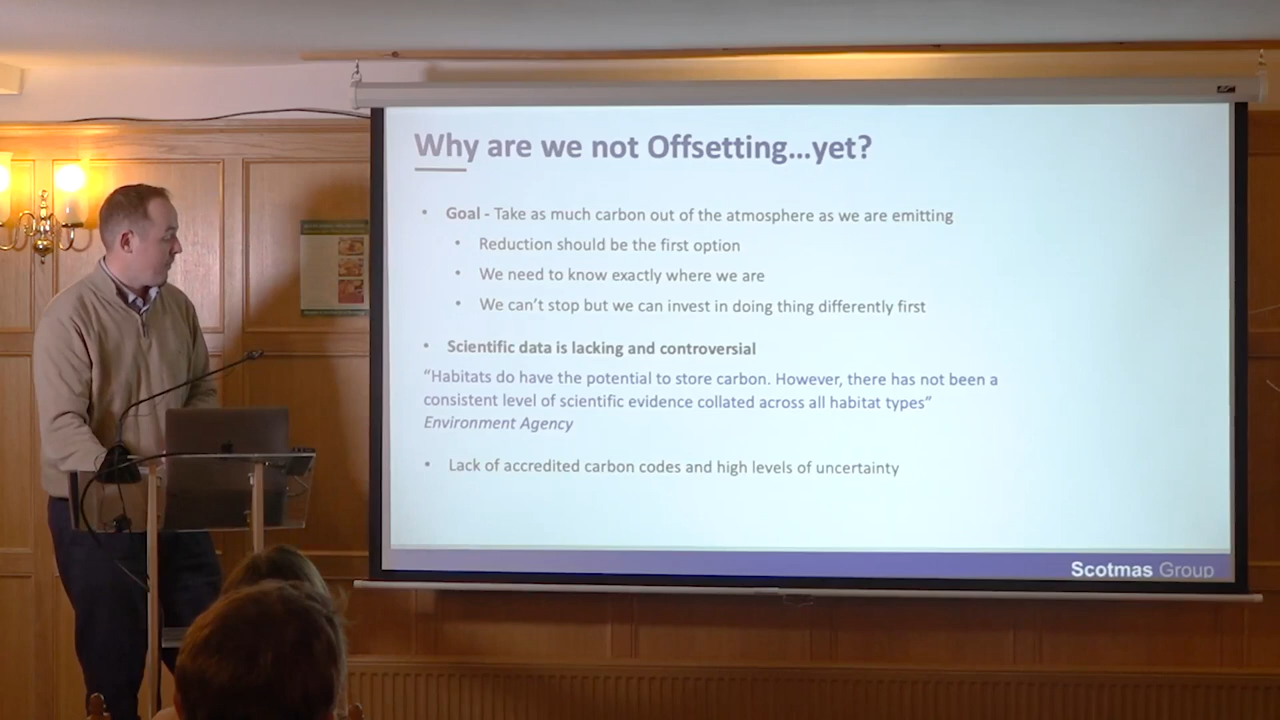 Why are we not Offsetting...yet?
• Goal - Take as much carbon out of the atmosphere as we are emitting
• Reduction should be the first option
• We need to know exactly where we are
• We can't stop but we can invest in doing thing differently first
• Scientific data is lacking and controversial
“Habitats do have the potential to store carbon. However, there has not been a
consistent level of scientific evidence collated across all habitat types”
Environment Agency
• Lack of accredited carbon codes and high levels of uncertainty
Scotmas Group